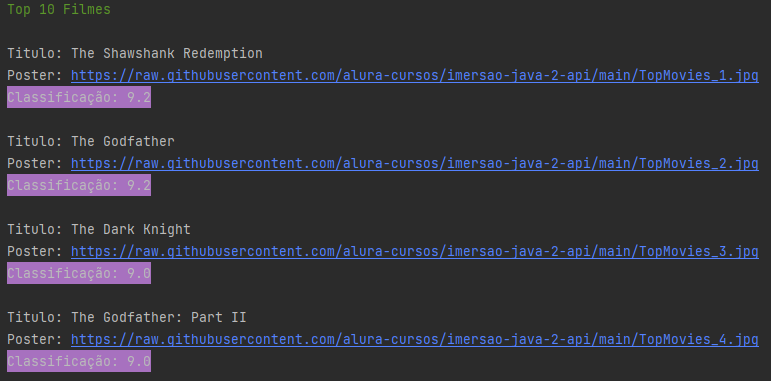 Top 10 Filmes
Titulo: The Shawshank Redemption
Poster: https://raw.githubusercontent.com/alura-cursos/imersao-java-2-api/main/TopMovies_1.jpg
Classificação: 9.2
Titulo: The Godfather
Poster: https://raw.githubusercontent.com/alura-cursos/imersao-java-2-api/main/TopMovies_2.jpg
Classificação: 9.2
Titulo: The Dark Knight
Poster: https://raw.githubusercontent.com/alura-cursos/imersao-java-2-api/main/TopMovies_3.jpg
Classificação: 9.0
Titulo: The Godfather: Part II
Poster: https://raw.githubusercontent.com/alura-cursos/imersao-java-2-api/main/TopMovies_4.jpg
Classificação: 9.0